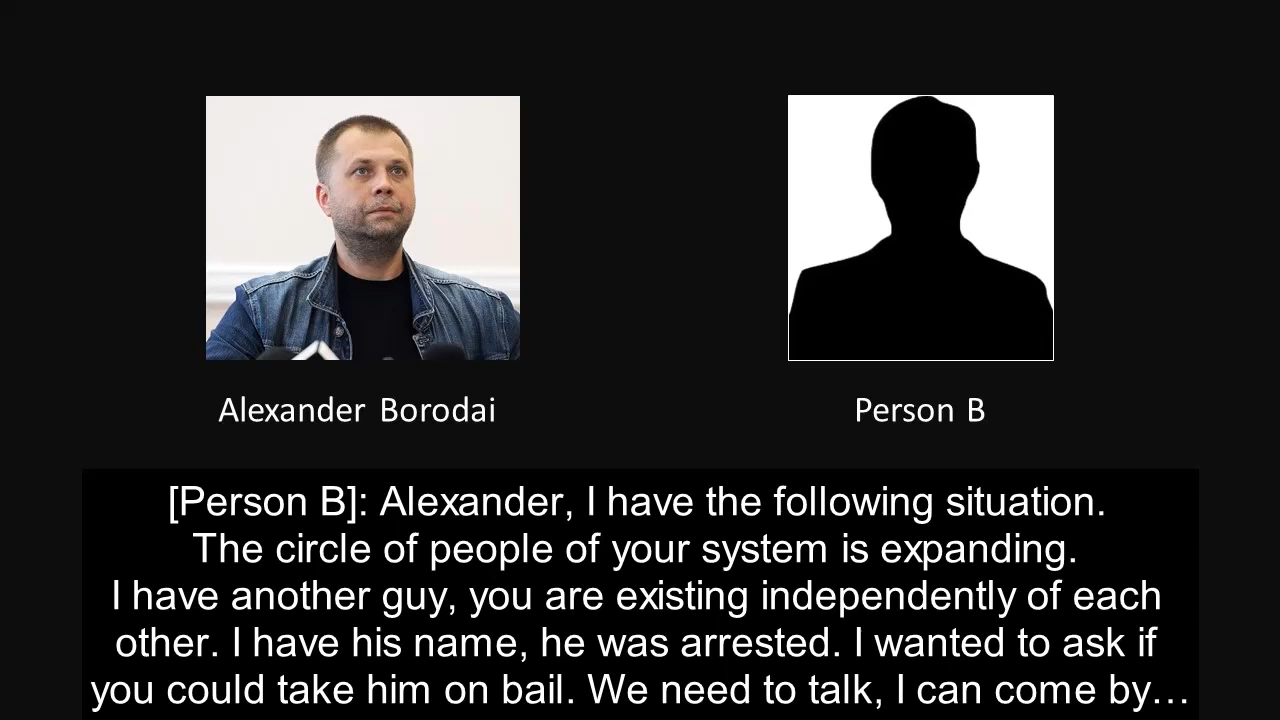 Alexander Borodai
Person B
[Person B]: Alexander, I have the following situation.
The circle of people of your system is expanding.
I have another guy, you are existing independently of each
other. I have his name, he was arrested. I wanted to ask if
you could take him on bail. We need to talk, I can come by…